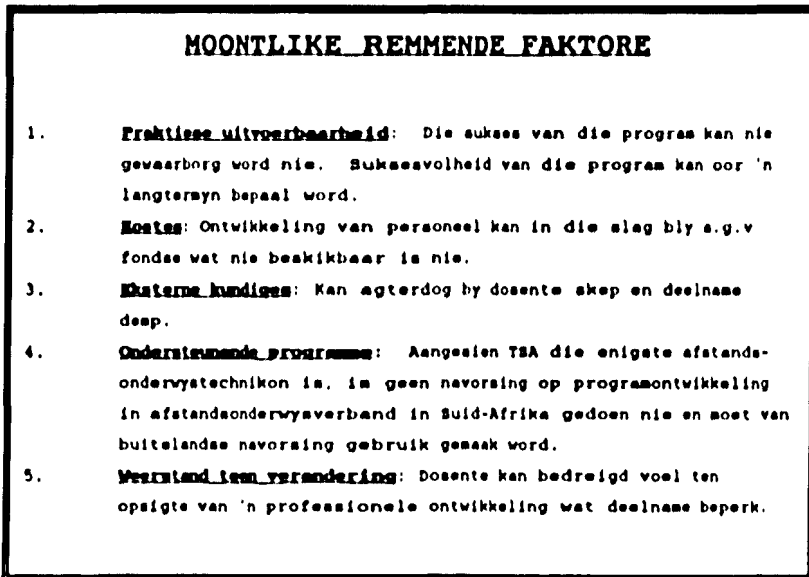 MOONTLIKE REMMENDE FAKTORE
1. Praktiese uitvoerbaarheid: Die sukses van die program kan nie
gewaarborg word nie. Suksesvolheid van die program kan oor 'n
langtermyn bepaal word.
2. Kostes: Ontwikkeling van personeel kan in die slag bly a.g.v
fondse wat nie beskikbaar is nie.
3. Eksterne kundiges: Kan agterdog by dosente skep en deelname
demp.
4. Ondersteunende programme: Aangesien TSA die enigste afstands-
onderwystechnikon is, is geen navorsing op programontwikkeling
in afstandsonderwysverband in Suid-Afrika gedoen nie en moet van
buitelandse navorsing gebruik gemaak word.
5. Weerstand teen verandering: Dosente kan bedreigd voel ten
opsigte van 'n professionele ontwikkeling wat deelname beperk.